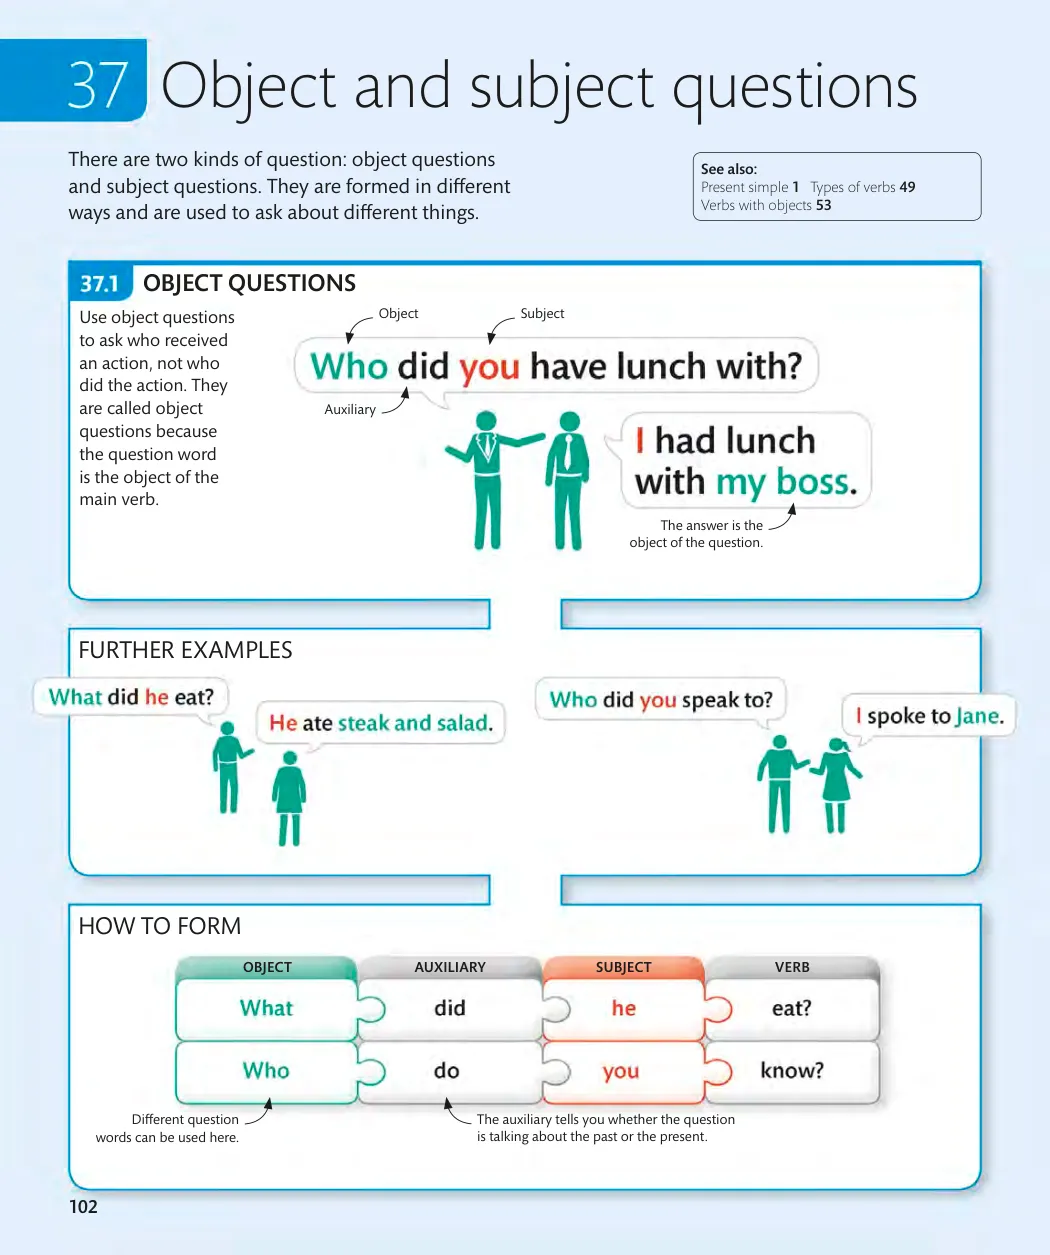 37 Object and subject questions
There are two kinds of question: object questions
and subject questions. They are formed in different
ways and are used to ask about different things.
See also:
Present simple 1 Types of verbs 49
Verbs with objects 53
37.1 OBJECT QUESTIONS
Use object questions
to ask who received
an action, not who
did the action. They
are called object
questions because
the question word
is the object of the
main verb.
Object
Subject
Who did you have lunch with?
Auxiliary
I had lunch
with my boss.
The answer is the
object of the question.
FURTHER EXAMPLES
What did he eat?
He ate steak and salad.
Who did you speak to?
I spoke to Jane.
HOW TO FORM
OBJECT AUXILIARY SUBJECT VERB
What did he eat?
Who do you know?
Different question
words can be used here.
The auxiliary tells you whether the question
is talking about the past or the present.
102